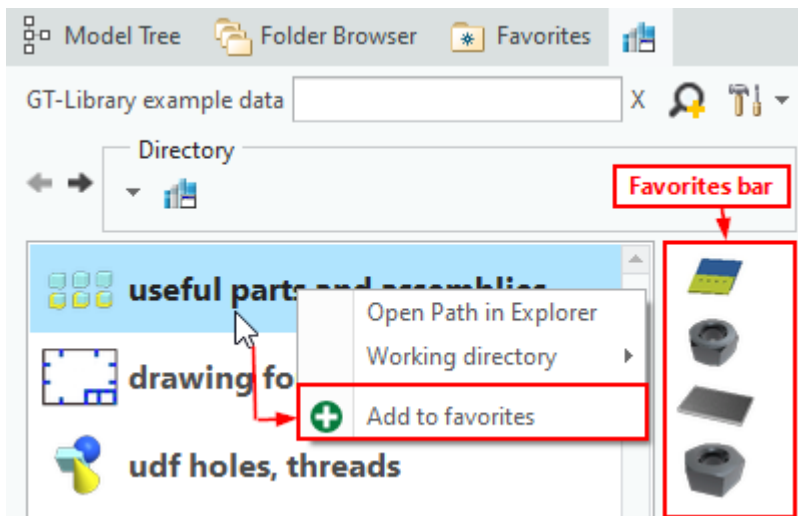 Model Tree Folder Browser Favorites
GT-Library example data X
Directory
Favorites bar
useful parts and assemblies
Open Path in Explorer
Working directory
drawing fo
Add to favorites
udf holes, threads